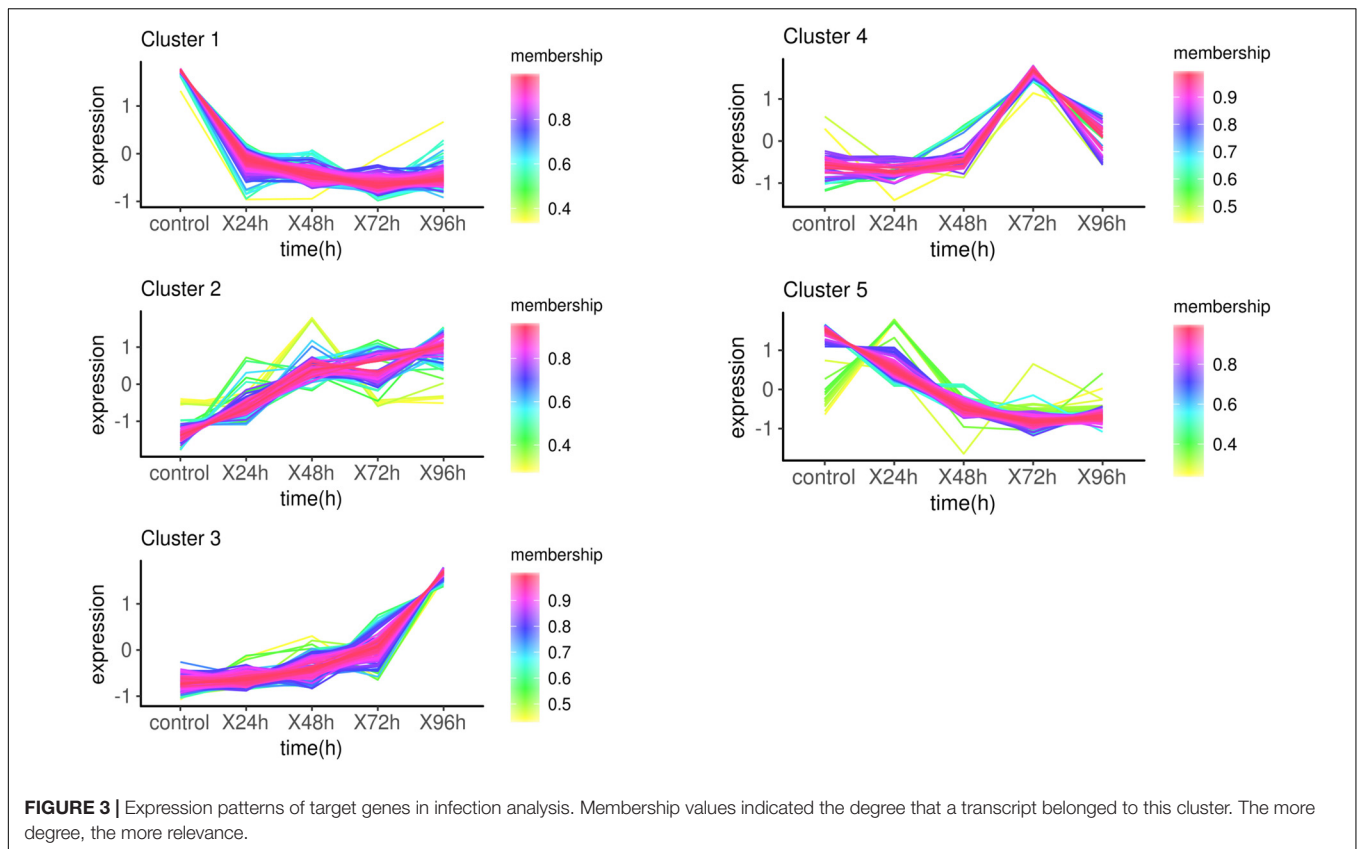 Cluster 1
membership
expression
1
0
-1
control X24h X48h X72h X96h
time(h)
0.8
0.6
0.4
Cluster 4
membership
expression
1
0
-1
control X24h X48h X72h X96h
time(h)
0.9
0.8
0.7
0.6
0.5
Cluster 2
membership
expression
1
0
-1
control X24h X48h X72h X96h
time(h)
0.8
0.6
0.4
Cluster 5
membership
expression
1
0
-1
control X24h X48h X72h X96h
time(h)
0.8
0.6
0.4
Cluster 3
membership
expression
1
0
-1
control X24h X48h X72h X96h
time(h)
0.9
0.8
0.7
0.6
0.5
FIGURE 3 | Expression patterns of target genes in infection analysis. Membership values indicated the degree that a transcript belonged to this cluster. The more
degree, the more relevance.